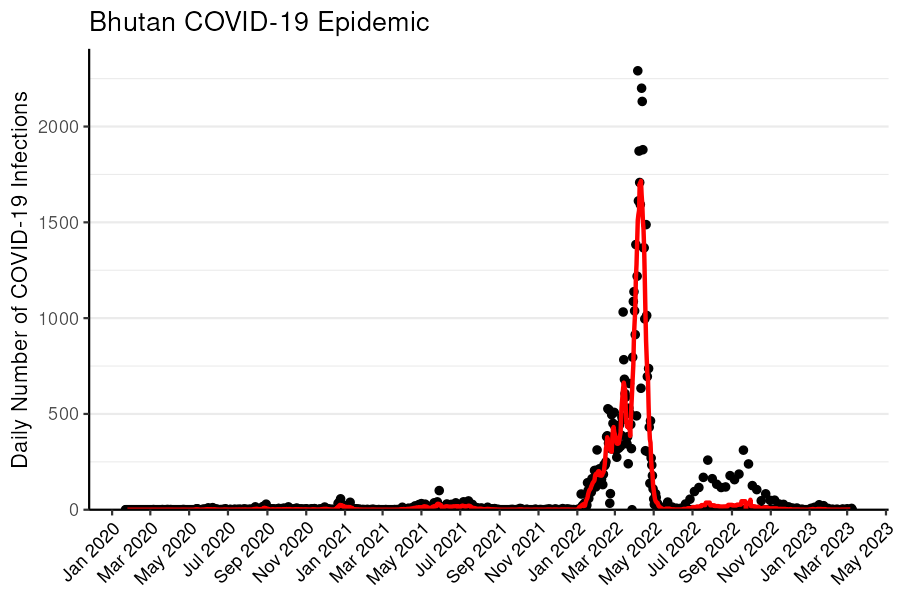 Bhutan COVID-19 Epidemic
Daily Number of COVID-19 Infections
2000
1500
1000
500
0
Jan 2020
Mar 2020
May 2020
Jul 2020
Sep 2020
Nov 2020
Jan 2021
Mar 2021
May 2021
Jul 2021
Sep 2021
Nov 2021
Jan 2022
Mar 2022
May 2022
Jul 2022
Sep 2022
Nov 2022
Jan 2023
Mar 2023
May 2023